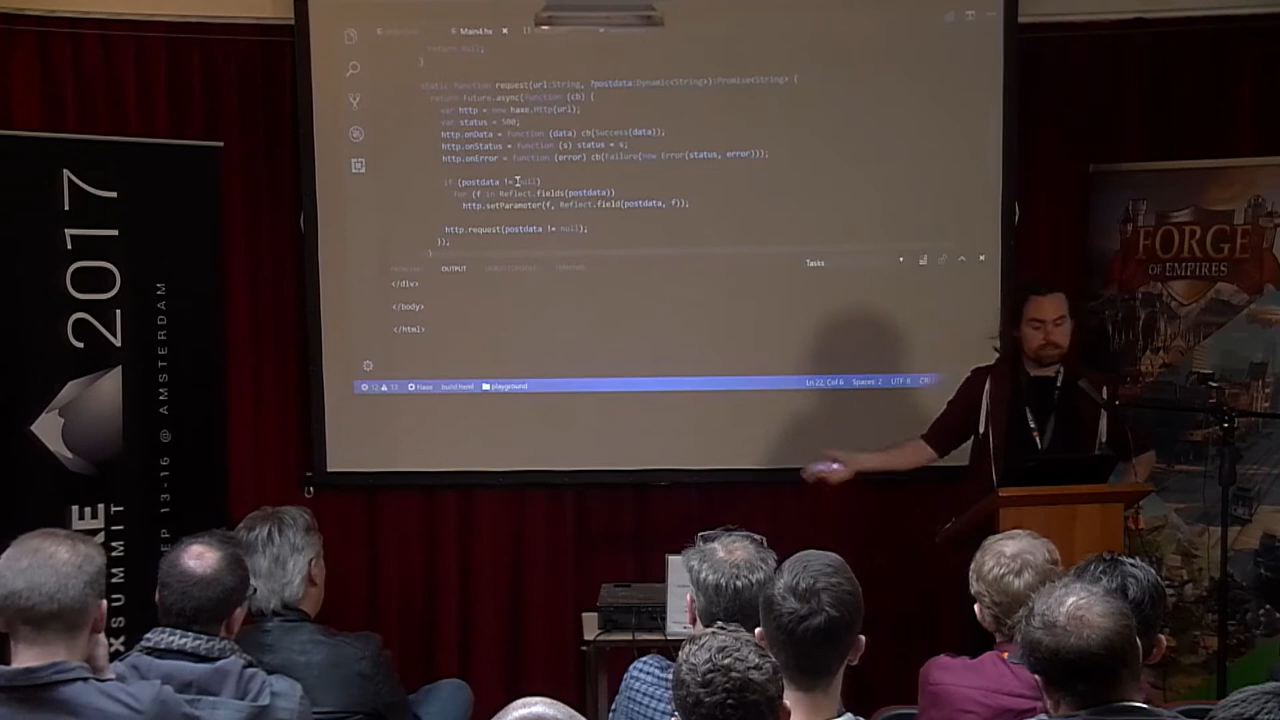 Main4.hx
return null;
}
static function request(url:String, ?postdata:Dynamic<String>):Promise<String> {
return Future.async(function (cb) {
var http = new haxe.Http(url);
var status = 500;
http.onData = function (data) cb(Success(data));
http.onStatus = function (s) status = s;
http.onError = function (error) cb(Failure(new Error(status, error)));
if (postdata != null)
for (f in Reflect.fields(postdata))
http.setParameter(f, Reflect.field(postdata, f));
http.request(postdata != null);
});
}
OUTPUT
Tasks
</div>
</body>
</html>
12 13 Haxe build.hxml playground
Ln 22, Col 6 Spaces: 2 UTF-8
2017
SEP 13-16 @ AMSTERDAM
SUMMIT
FORGE
OF EMPIRES